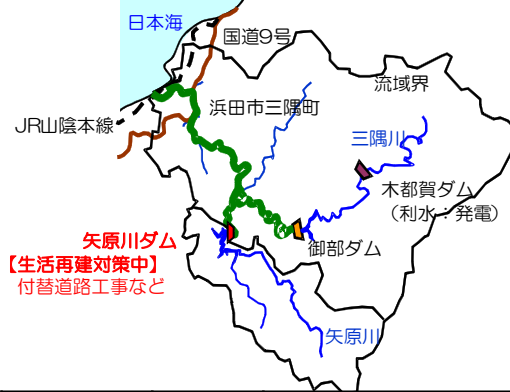 日本海
国道9号
流域界
浜田市三隅町
JR山陰本線
三隅川
木都賀ダム
（利水：発電）
矢原川ダム
【生活再建対策中】
付替道路工事など
御部ダム
矢原川